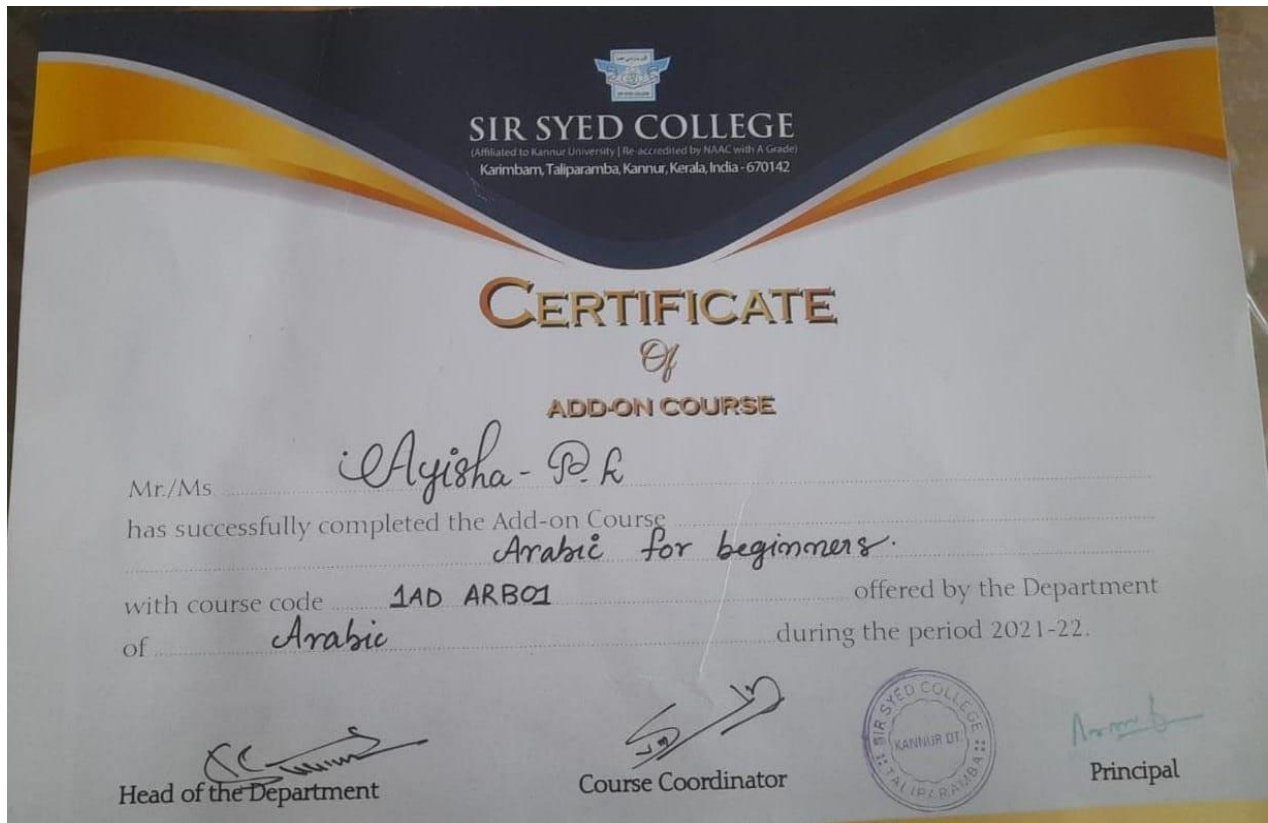 SIR SYED COLLEGE
(Affiliated to Kannur University | Re-accredited by NAAC with A Grade)
Karimbam, Taliparamba, Kannur, Kerala, India - 670142
CERTIFICATE
Of
ADD-ON COURSE
Mr./Ms Ayisha - P. K
has successfully completed the Add-on Course
Arabic for beginners.
with course code 1AD ARB01 offered by the Department
of Arabic during the period 2021-22.
SIR SYED COLLEGE
KANNUR DT.
TALIPARAMBA
Head of the Department
Course Coordinator
Principal